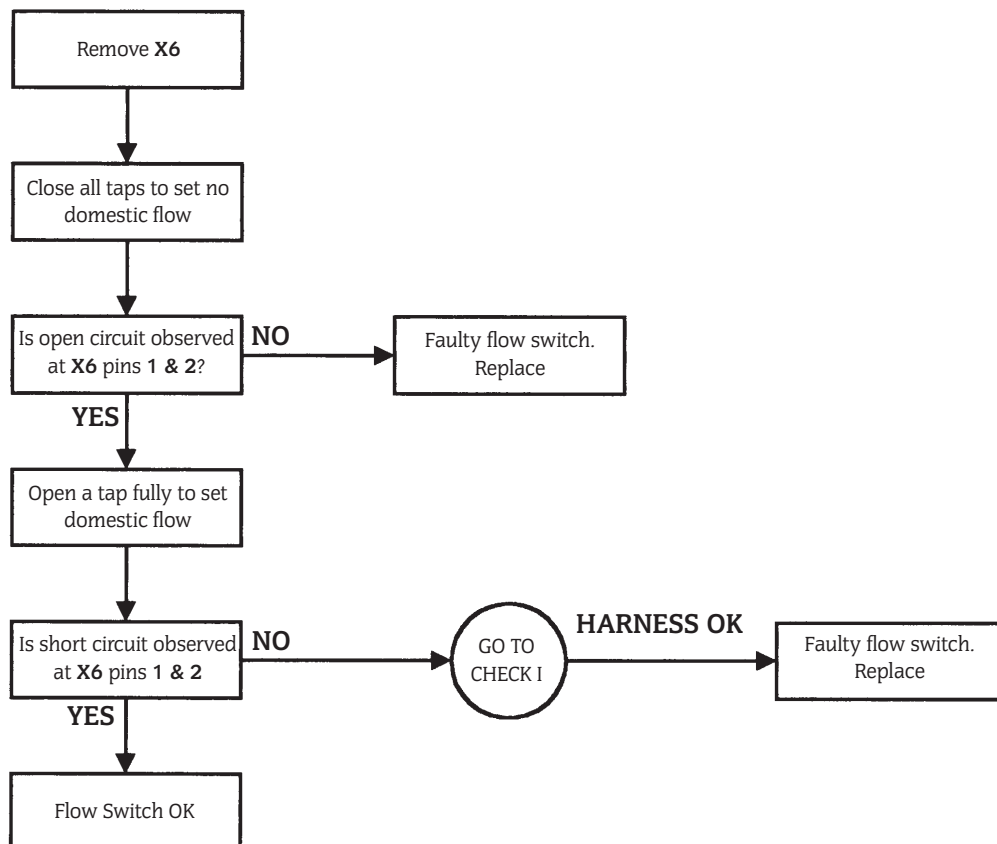 Remove X6
Close all taps to set no
domestic flow
Is open circuit observed
at X6 pins 1 & 2?
NO
Faulty flow switch.
Replace
YES
Open a tap fully to set
domestic flow
Is short circuit observed
at X6 pins 1 & 2
NO
GO TO
CHECK I
HARNESS OK
Faulty flow switch.
Replace
YES
Flow Switch OK